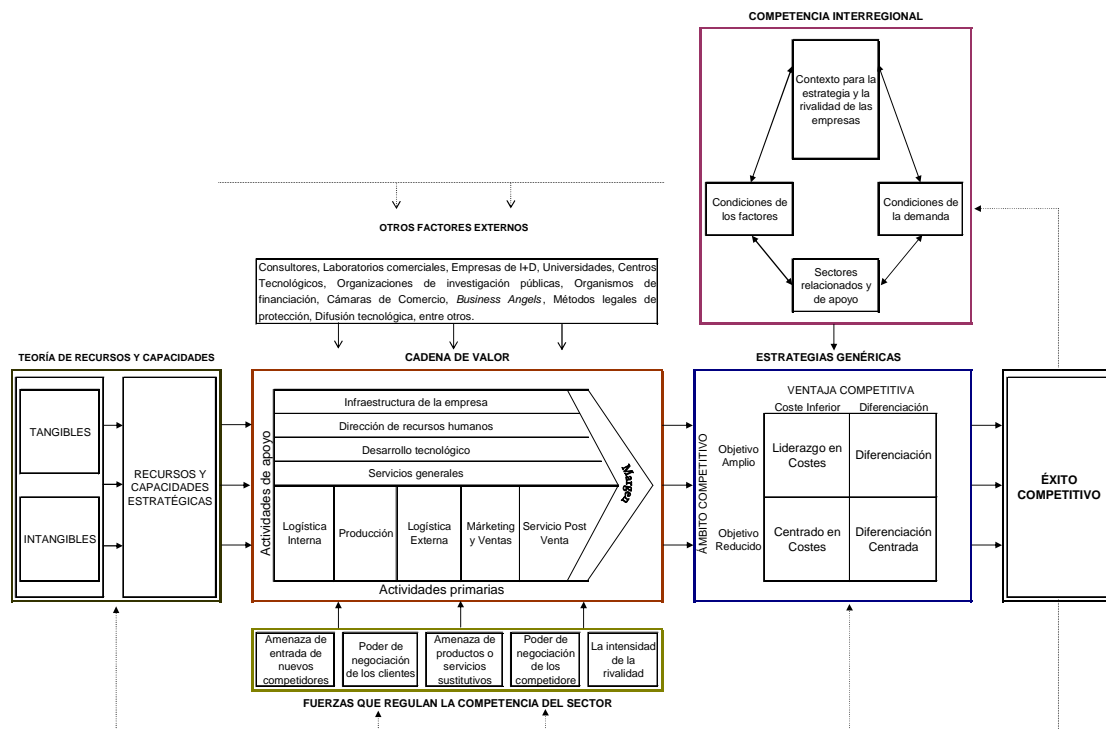 COMPETENCIA INTERREGIONAL
Contexto para la
estrategia y la
rivalidad de las
empresas
Condiciones de
los factores
Condiciones de
la demanda
Sectores
relacionados y
de apoyo
OTROS FACTORES EXTERNOS
Consultores, Laboratorios comerciales, Empresas de I+D, Universidades, Centros
Tecnológicos, Organizaciones de investigación públicas, Organismos de
financiación, Cámaras de Comercio, Business Angels, Métodos legales de
protección, Difusión tecnológica, entre otros.
TEORÍA DE RECURSOS Y CAPACIDADES
TANGIBLES
INTANGIBLES
RECURSOS Y
CAPACIDADES
ESTRATÉGICAS
CADENA DE VALOR
Actividades de apoyo
Infraestructura de la empresa
Dirección de recursos humanos
Desarrollo tecnológico
Servicios generales
Logística
Interna
Producción
Logística
Externa
Márketing
y Ventas
Servicio Post
Venta
Margen
Actividades primarias
ESTRATEGIAS GENÉRICAS
VENTAJA COMPETITIVA
Coste Inferior
Diferenciación
ÁMBITO COMPETITIVO
Objetivo
Amplio
Liderazgo en
Costes
Diferenciación
Objetivo
Reducido
Centrado en
Costes
Diferenciación
Centrada
ÉXITO
COMPETITIVO
Amenaza de
entrada de
nuevos
competidores
Poder de
negociación
de los clientes
Amenaza de
productos o
servicios
sustitutivos
Poder de
negociación
de los
competidore
La intensidad
de la
rivalidad
FUERZAS QUE REGULAN LA COMPETENCIA DEL SECTOR